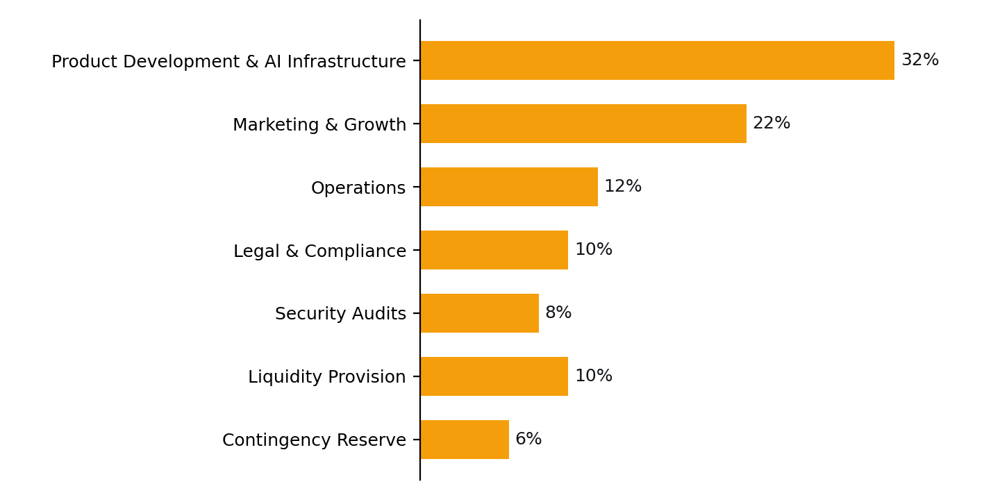 Product Development & AI Infrastructure 32%
Marketing & Growth 22%
Operations 12%
Legal & Compliance 10%
Security Audits 8%
Liquidity Provision 10%
Contingency Reserve 6%